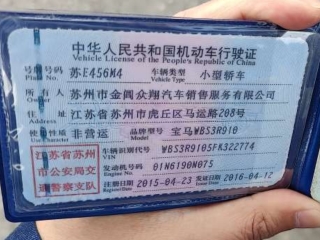 中华人民共和国机动车行驶证
Vehicle License of the People's Republic of China
号牌号码 苏E456M4 车辆类型 小型轿车
Plate No. Vehicle Type
所有人 苏州市金阊众翔汽车销售服务有限公司
Owner
住址 江苏省苏州市虎丘区马运路208号
Address
使用性质 非营运 品牌型号 宝马WBS3R910
Use Character Model
江苏省苏州 车辆识别代号 WBS3R9105FK322774
VIN
市公安局交 发动机号码 01N6190N075
Engine No.
通警察支队 注册日期 2015-04-23 发证日期 2016-04-12
Register Date Issue Date